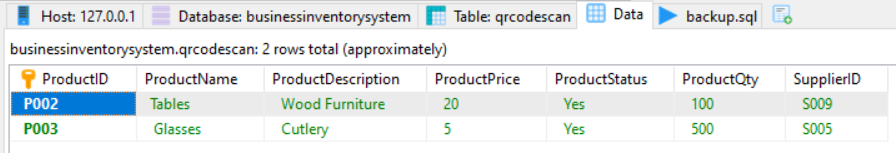 Host: 127.0.0.1 Database: businessinventorysystem Table: qrcodescan Data backup.sql
businessinventorysystem.qrcodescan: 2 rows total (approximately)
ProductID ProductName ProductDescription ProductPrice ProductStatus ProductQty SupplierID
P002 Tables Wood Furniture 20 Yes 100 S009
P003 Glasses Cutlery 5 Yes 500 S005